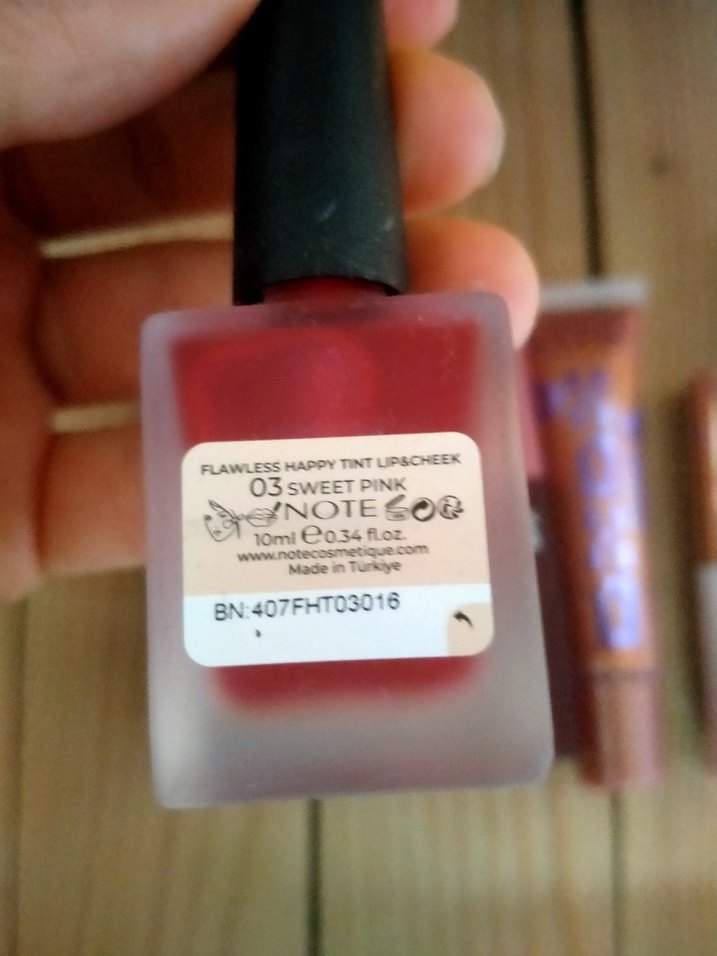 FLAWLESS HAPPY TINT LIP&CHEEK
03 SWEET PINK
NOTE
10ml e 0.34 fl.oz.
www.notecosmetique.com
Made in Türkiye
BN:407FHT03016